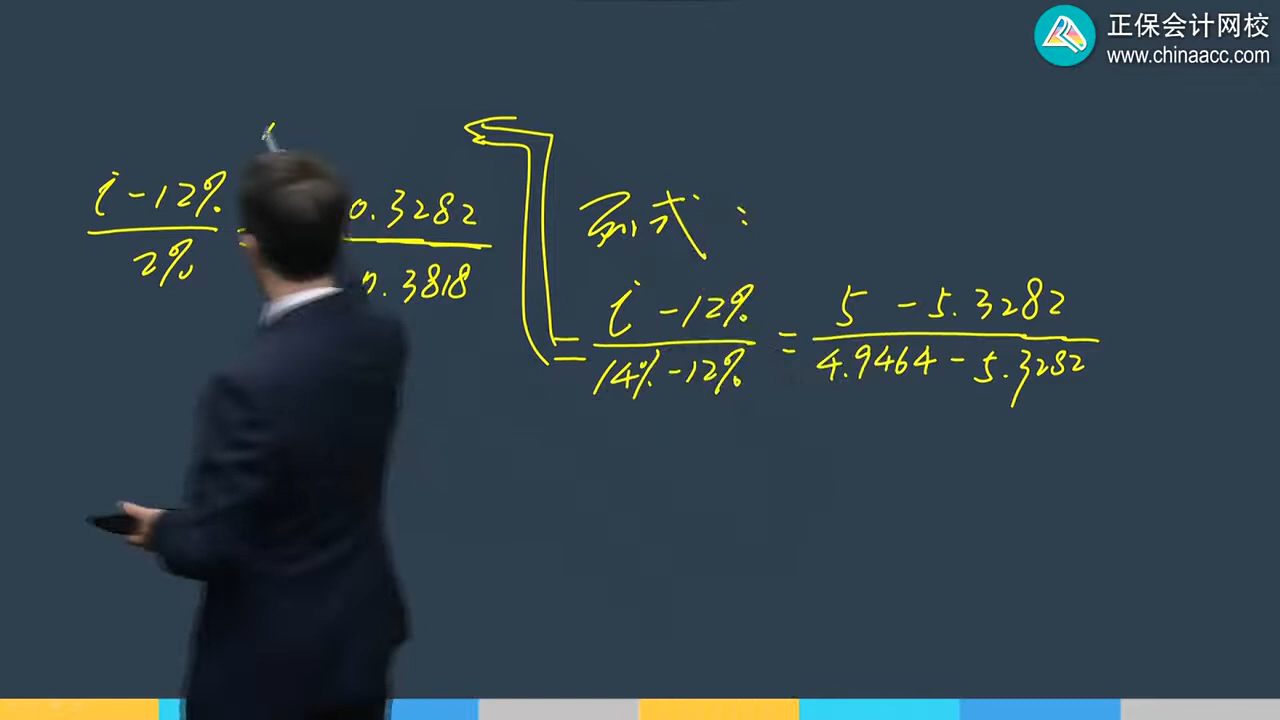 正保会计网校
www.chinaacc.com
i-12%
2%
0.3282
0.3818
列式：
i-12%
14%-12%
=
5-5.3282
4.9464-5.3282